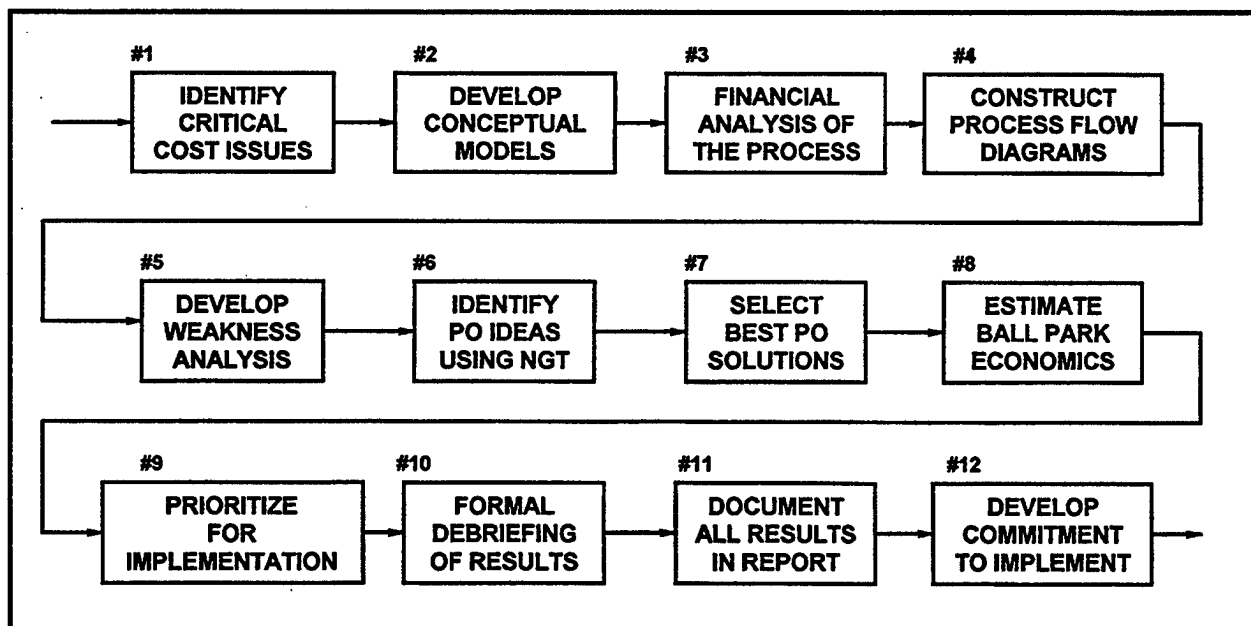 #1
IDENTIFY
CRITICAL
COST ISSUES
#2
DEVELOP
CONCEPTUAL
MODELS
#3
FINANCIAL
ANALYSIS OF
THE PROCESS
#4
CONSTRUCT
PROCESS FLOW
DIAGRAMS
#5
DEVELOP
WEAKNESS
ANALYSIS
#6
IDENTIFY
PO IDEAS
USING NGT
#7
SELECT
BEST PO
SOLUTIONS
#8
ESTIMATE
BALL PARK
ECONOMICS
#9
PRIORITIZE
FOR
IMPLEMENTATION
#10
FORMAL
DEBRIEFING
OF RESULTS
#11
DOCUMENT
ALL RESULTS
IN REPORT
#12
DEVELOP
COMMITMENT
TO IMPLEMENT